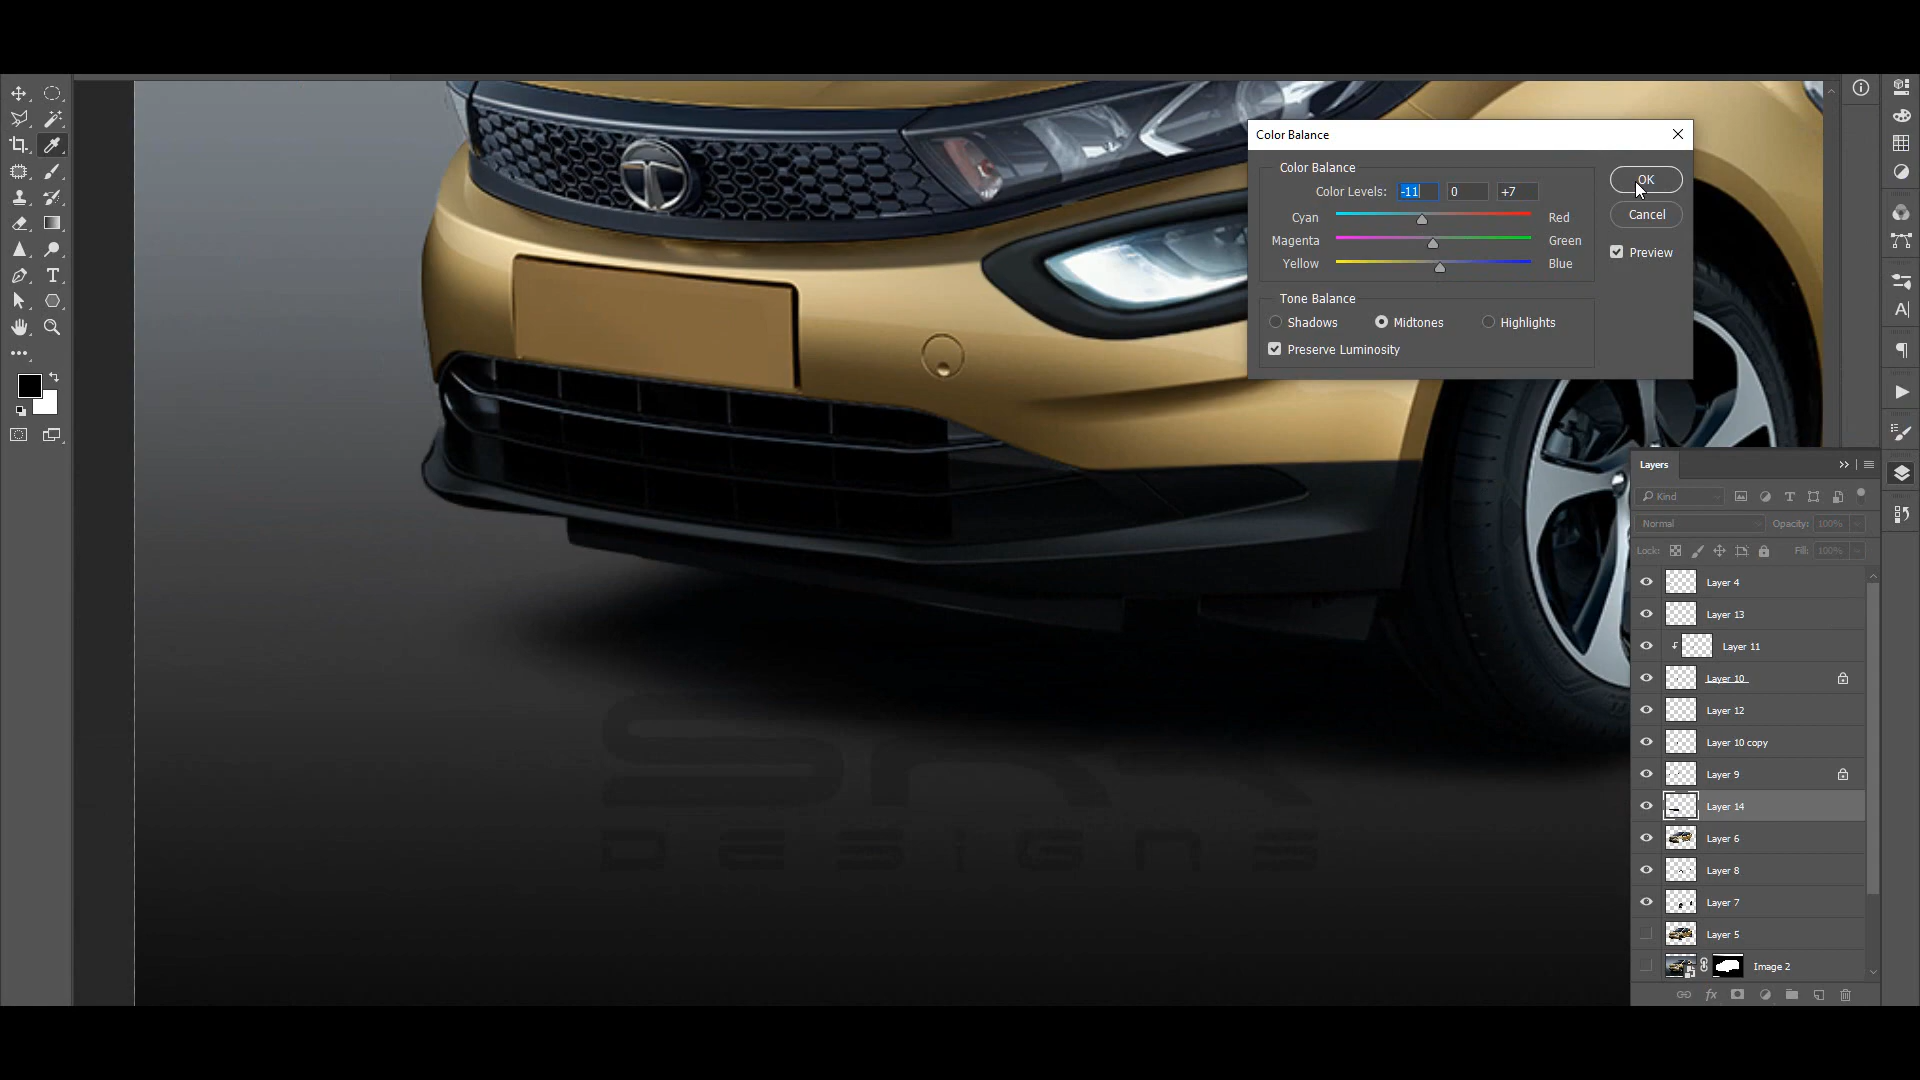 Color Balance
Color Balance
Color Levels: -11 0 +7
Cyan Red
Magenta Green
Yellow Blue
Tone Balance
Shadows Midtones Highlights
Preserve Luminosity
OK
Cancel
Preview
Layers
Kind
Normal Opacity: 100%
Lock: Fill: 100%
Layer 4
Layer 13
Layer 11
Layer 10
Layer 12
Layer 10 copy
Layer 9
Layer 14
Layer 6
Layer 8
Layer 7
Layer 5
Image 2
DESIGNS